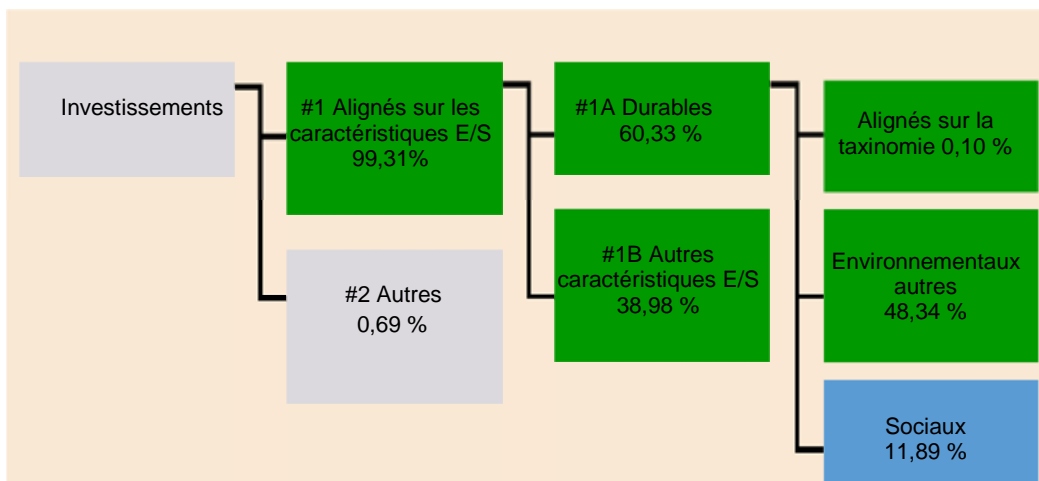 Investissements
#1 Alignés sur les
caractéristiques E/S
99,31%
#2 Autres
0,69 %
#1A Durables
60,33 %
#1B Autres
caractéristiques E/S
38,98 %
Alignés sur la
taxinomie 0,10 %
Environnementaux
autres
48,34 %
Sociaux
11,89 %